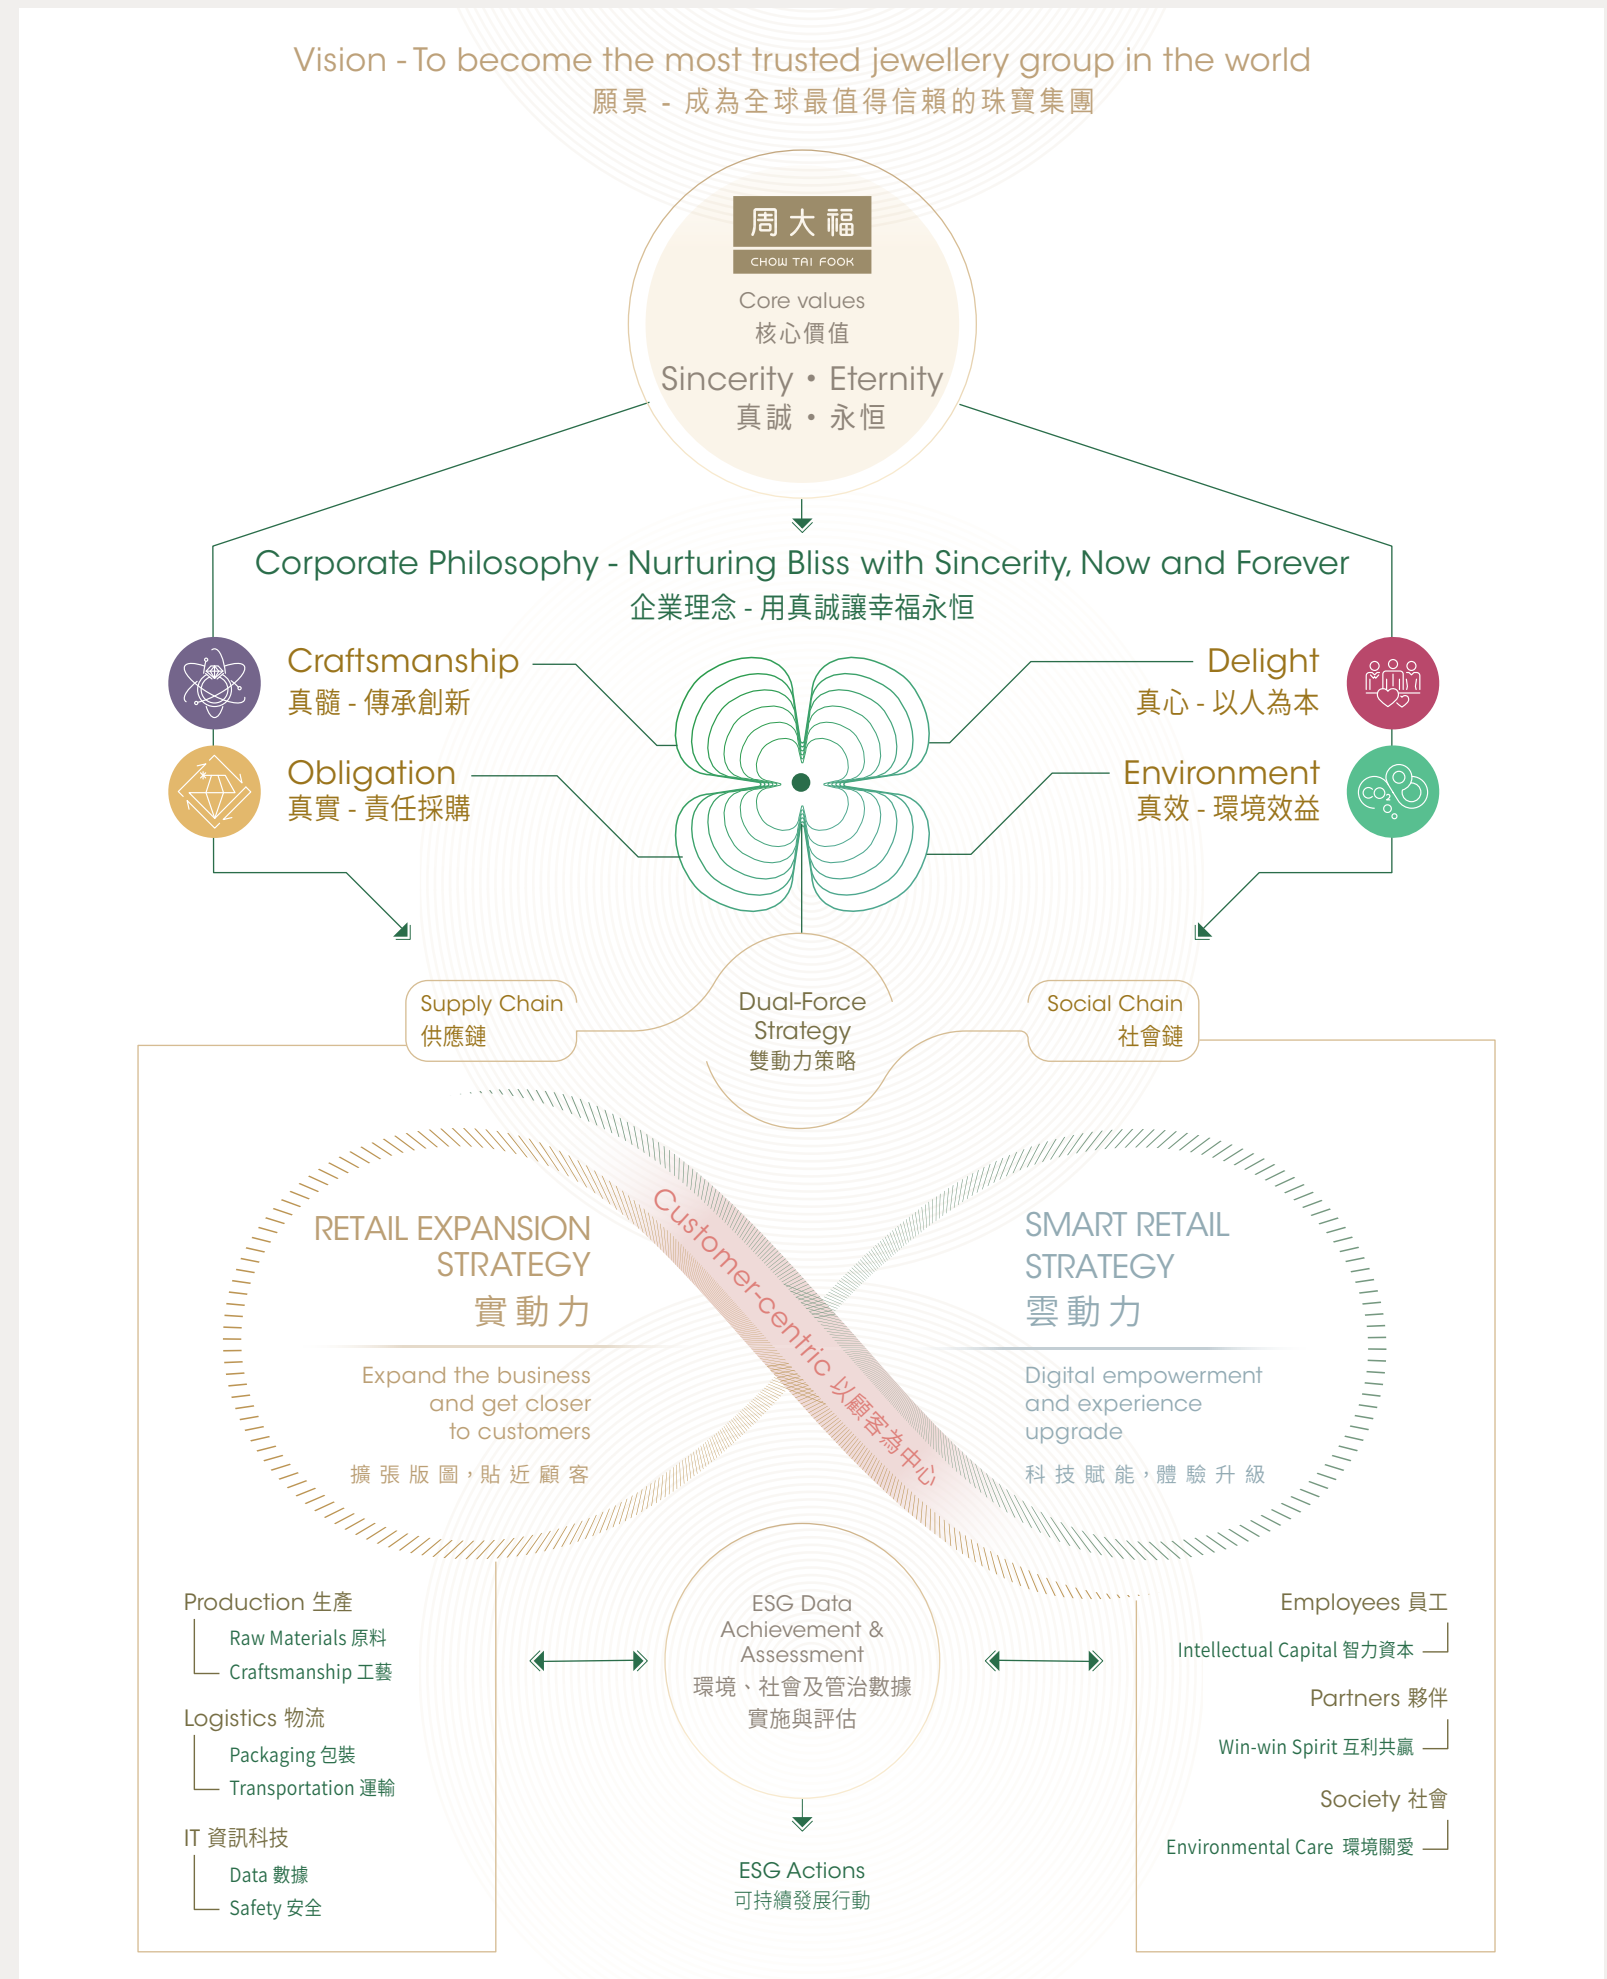 Vision - To become the most trusted jewellery group in the world
願景 - 成為全球最值得信賴的珠寶集團
周大福
CHOW TAI FOOK
Core values
核心價值
Sincerity • Eternity
真誠 • 永恒
Corporate Philosophy - Nurturing Bliss with Sincerity, Now and Forever
企業理念 - 用真誠讓幸福永恒
Craftsmanship
真髓 - 傳承創新
Obligation
真實 - 責任採購
Delight
真心 - 以人為本
Environment
真效 - 環境效益
CO2
Supply Chain
供應鏈
Dual-Force
Strategy
雙動力策略
Social Chain
社會鏈
RETAIL EXPANSION
STRATEGY
實動力
Expand the business
and get closer
to customers
擴張版圖，貼近顧客
Customer-centric 以顧客為中心
SMART RETAIL
STRATEGY
雲動力
Digital empowerment
and experience
upgrade
科技賦能，體驗升級
Production 生產
Raw Materials 原料
Craftsmanship 工藝
Logistics 物流
Packaging 包裝
Transportation 運輸
IT 資訊科技
Data 數據
Safety 安全
ESG Data
Achievement &
Assessment
環境、社會及管治數據
實施與評估
ESG Actions
可持續發展行動
Employees 員工
Intellectual Capital 智力資本
Partners 夥伴
Win-win Spirit 互利共贏
Society 社會
Environmental Care 環境關愛